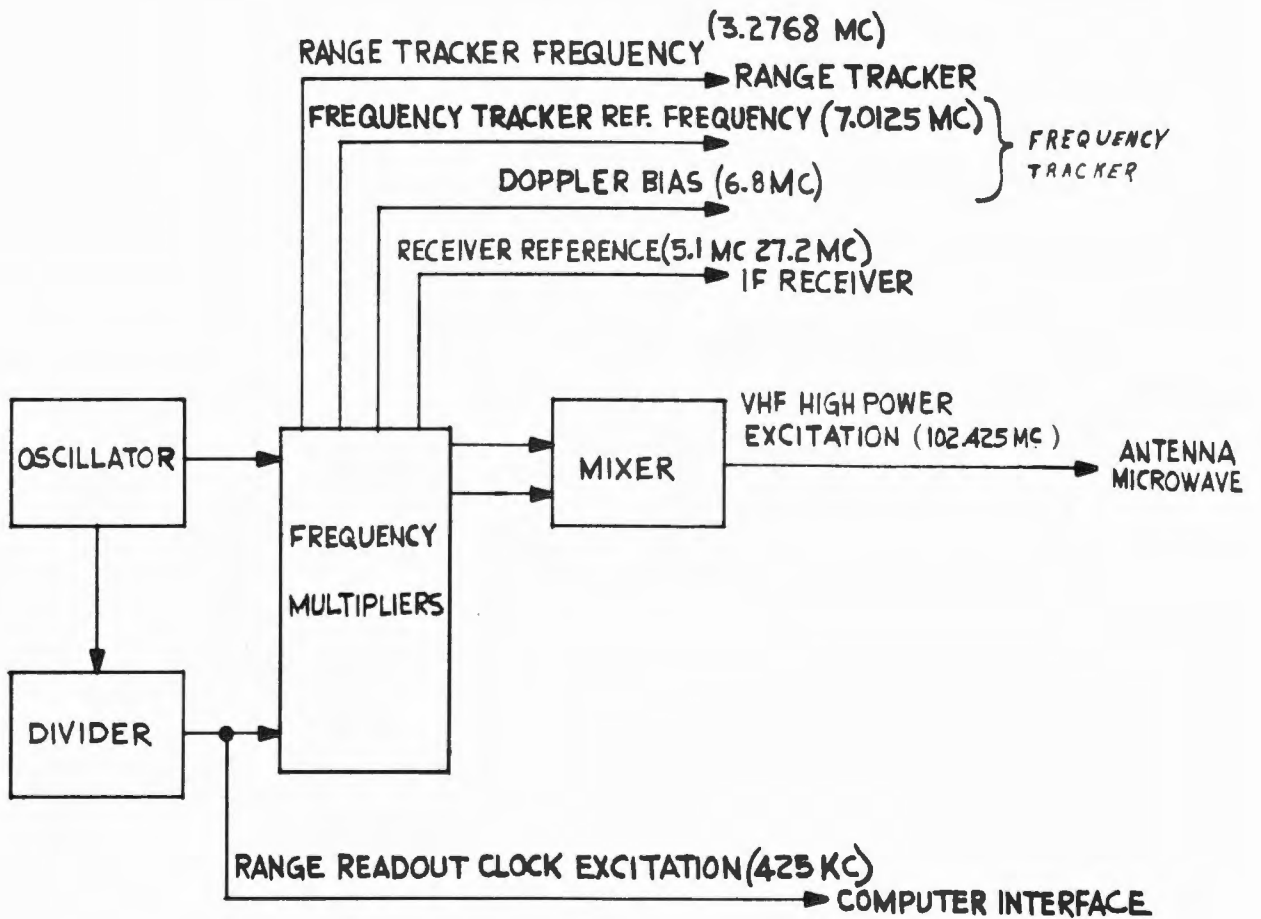 (3.2768 MC)
RANGE TRACKER FREQUENCY
RANGE TRACKER
FREQUENCY TRACKER REF. FREQUENCY (7.0125 MC)
FREQUENCY
TRACKER
DOPPLER BIAS (6.8 MC)
RECEIVER REFERENCE (5.1 MC 27.2 MC)
IF RECEIVER
OSCILLATOR
FREQUENCY
MULTIPLIERS
MIXER
VHF HIGH POWER
EXCITATION (102.425 MC)
ANTENNA
MICROWAVE
DIVIDER
RANGE READOUT CLOCK EXCITATION (425 KC)
COMPUTER INTERFACE